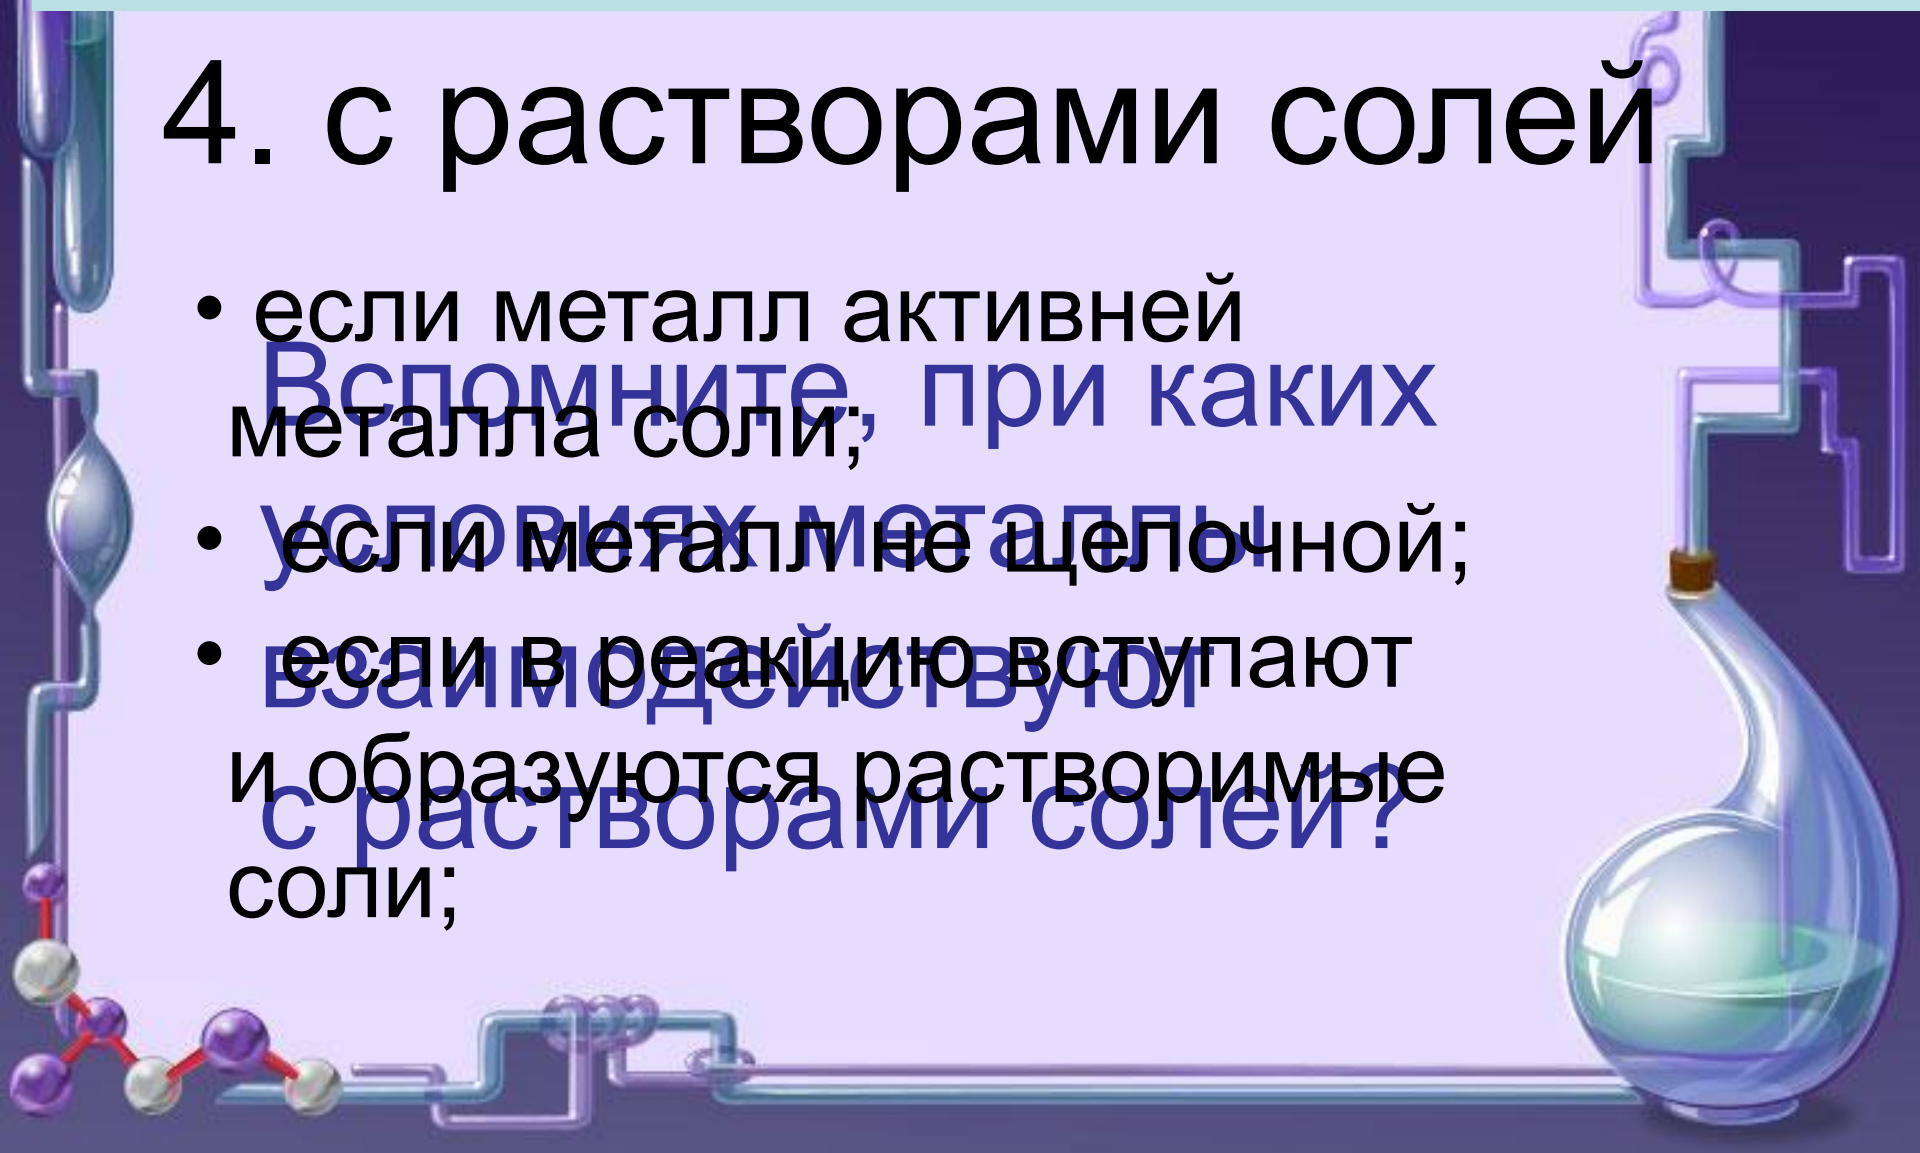 4. с растворами солей
• если металл активней
металла соли;
• если металл не щелочной;
• если в реакцию вступают
и образуются растворимые
соли;
Вспомните, при каких
условиях металлы
взаимодействуют
с растворами солей?